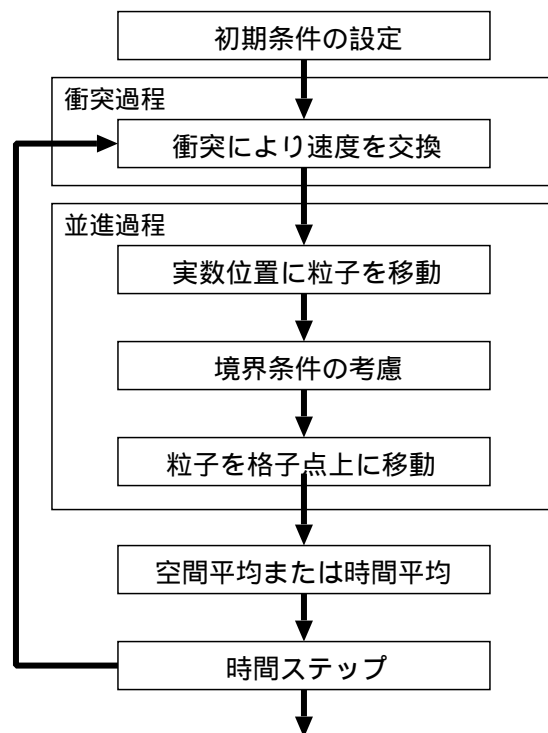 初期条件の設定
衝突過程
衝突により速度を交換
並進過程
実数位置に粒子を移動
境界条件の考慮
粒子を格子点上に移動
空間平均または時間平均
時間ステップ